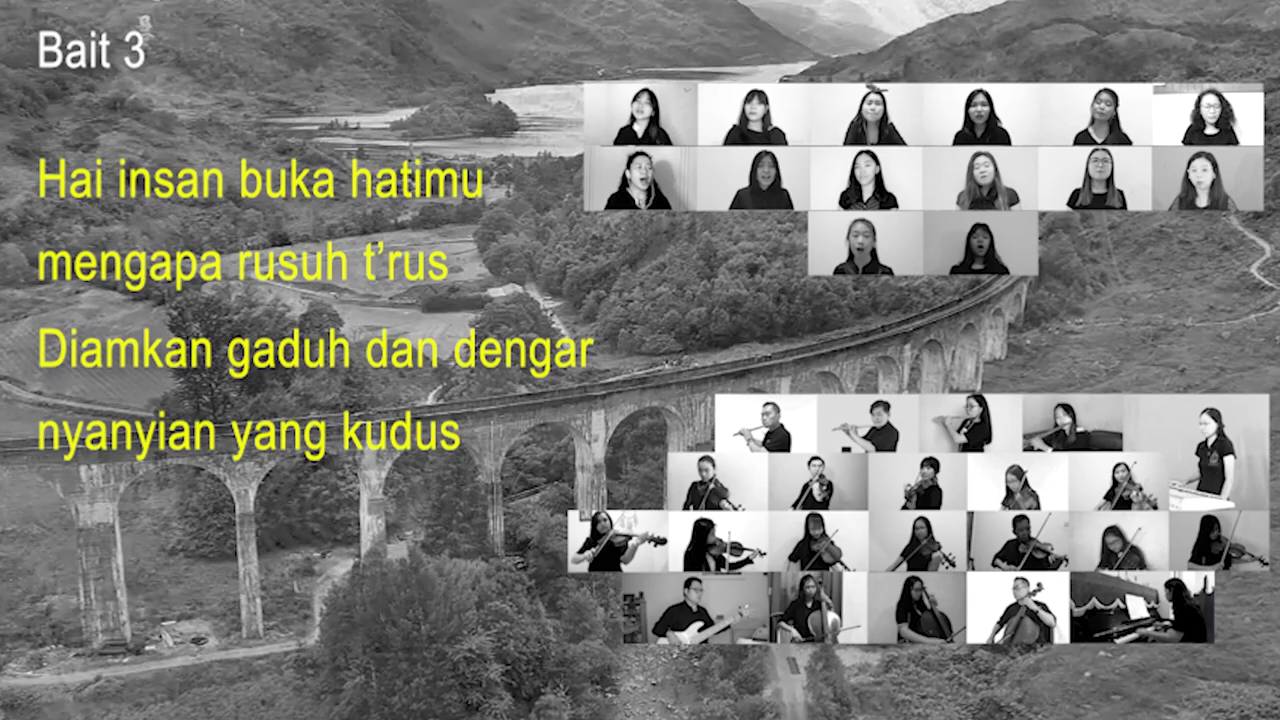 Bait 3
Hai insan buka hatimu
mengapa rusuh t’rus
Diamkan gaduh dan dengar
nyanyian yang kudus